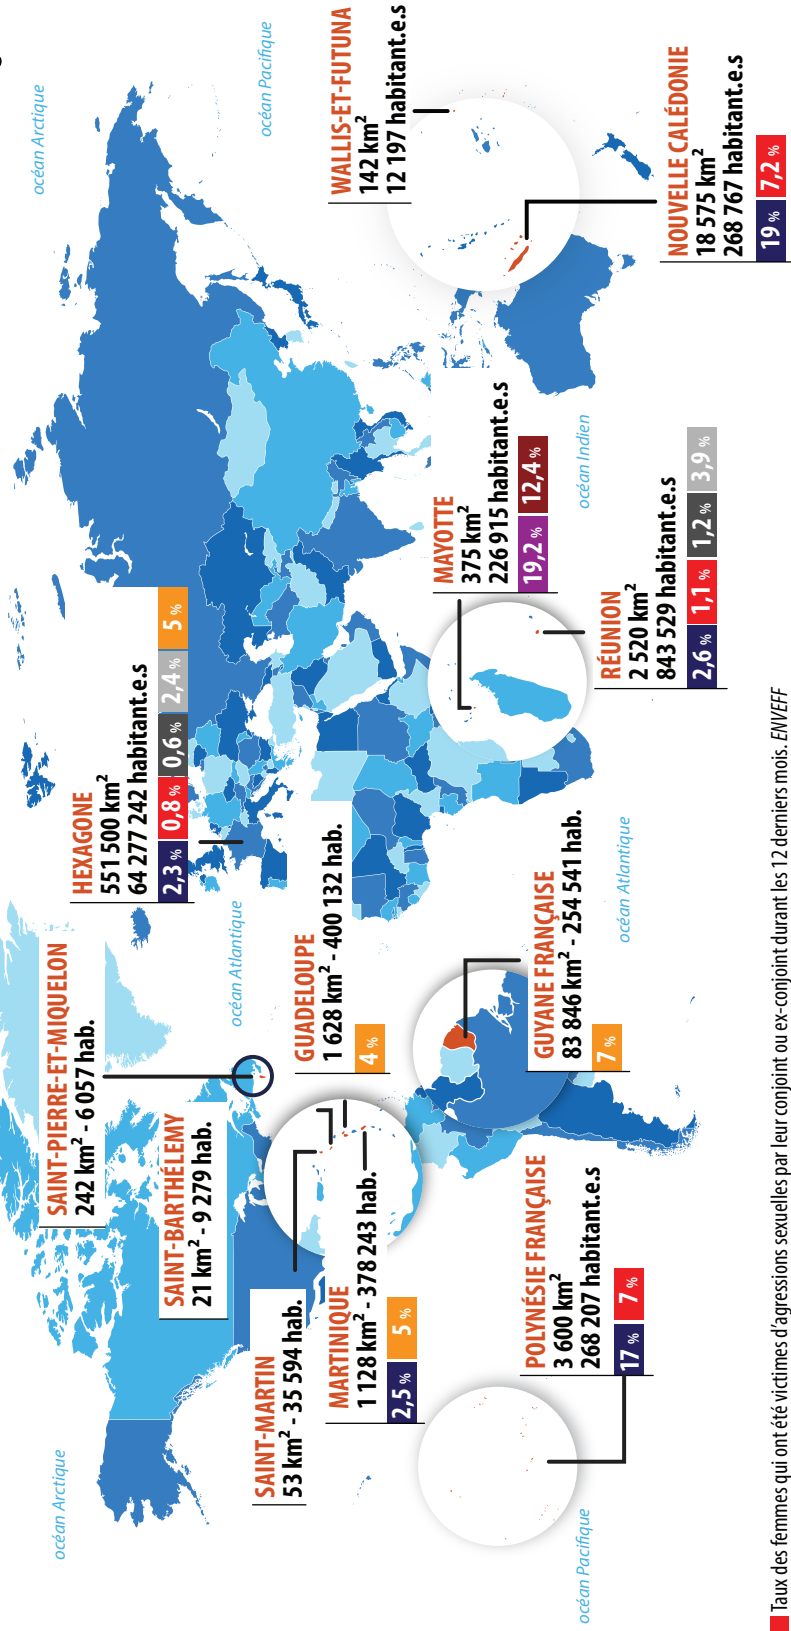 océan Arctique
océan Arctique
océan Pacifique
SAINT-PIERRE-ET-MIQUELON
242 km² - 6 057 hab.
HEXAGONE
551 500 km²
64 277 242 habitant.e.s
2,3 % 0,8 % 0,6 % 2,4 % 5 %
SAINT-BARTHÉLEMY
21 km² - 9 279 hab.
océan Atlantique
SAINT-MARTIN
53 km² - 35 594 hab.
GUADELOUPE
1 628 km² - 400 132 hab.
4 %
MARTINIQUE
1 128 km² - 378 243 hab.
2,5 % 5 %
WALLIS-ET-FUTUNA
142 km²
12 197 habitant.e.s
MAYOTTE
375 km²
226 915 habitant.e.s
19,2 % 12,4 %
POLYNÉSIE FRANÇAISE
3 600 km²
268 207 habitant.e.s
17 % 7 %
GUYANE FRANÇAISE
83 846 km² - 254 541 hab.
7 %
océan Pacifique
océan Atlantique
océan Indien
RÉUNION
2 520 km²
843 529 habitant.e.s
2,6 % 1,1 % 1,2 % 3,9 %
NOUVELLE CALÉDONIE
18 575 km²
268 767 habitant.e.s
19 % 7,2 %
Taux des femmes qui ont été victimes d'agressions sexuelles par leur conjoint ou ex-conjoint durant les 12 derniers mois. ENVEFF